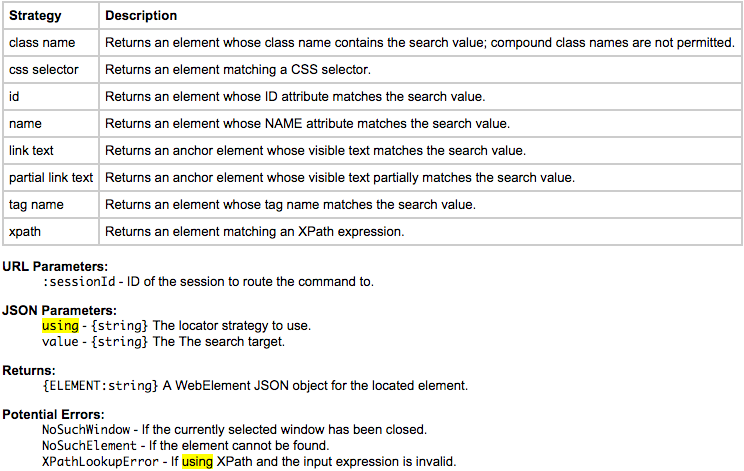 Strategy Description
class name Returns an element whose class name contains the search value; compound class names are not permitted.
css selector Returns an element matching a CSS selector.
id Returns an element whose ID attribute matches the search value.
name Returns an element whose NAME attribute matches the search value.
link text Returns an anchor element whose visible text matches the search value.
partial link text Returns an anchor element whose visible text partially matches the search value.
tag name Returns an element whose tag name matches the search value.
xpath Returns an element matching an XPath expression.
URL Parameters:
:sessionId - ID of the session to route the command to.
JSON Parameters:
using - {string} The locator strategy to use.
value - {string} The The search target.
Returns:
{ELEMENT:string} A WebElement JSON object for the located element.
Potential Errors:
NoSuchWindow - If the currently selected window has been closed.
NoSuchElement - If the element cannot be found.
XPathLookupError - If using XPath and the input expression is invalid.